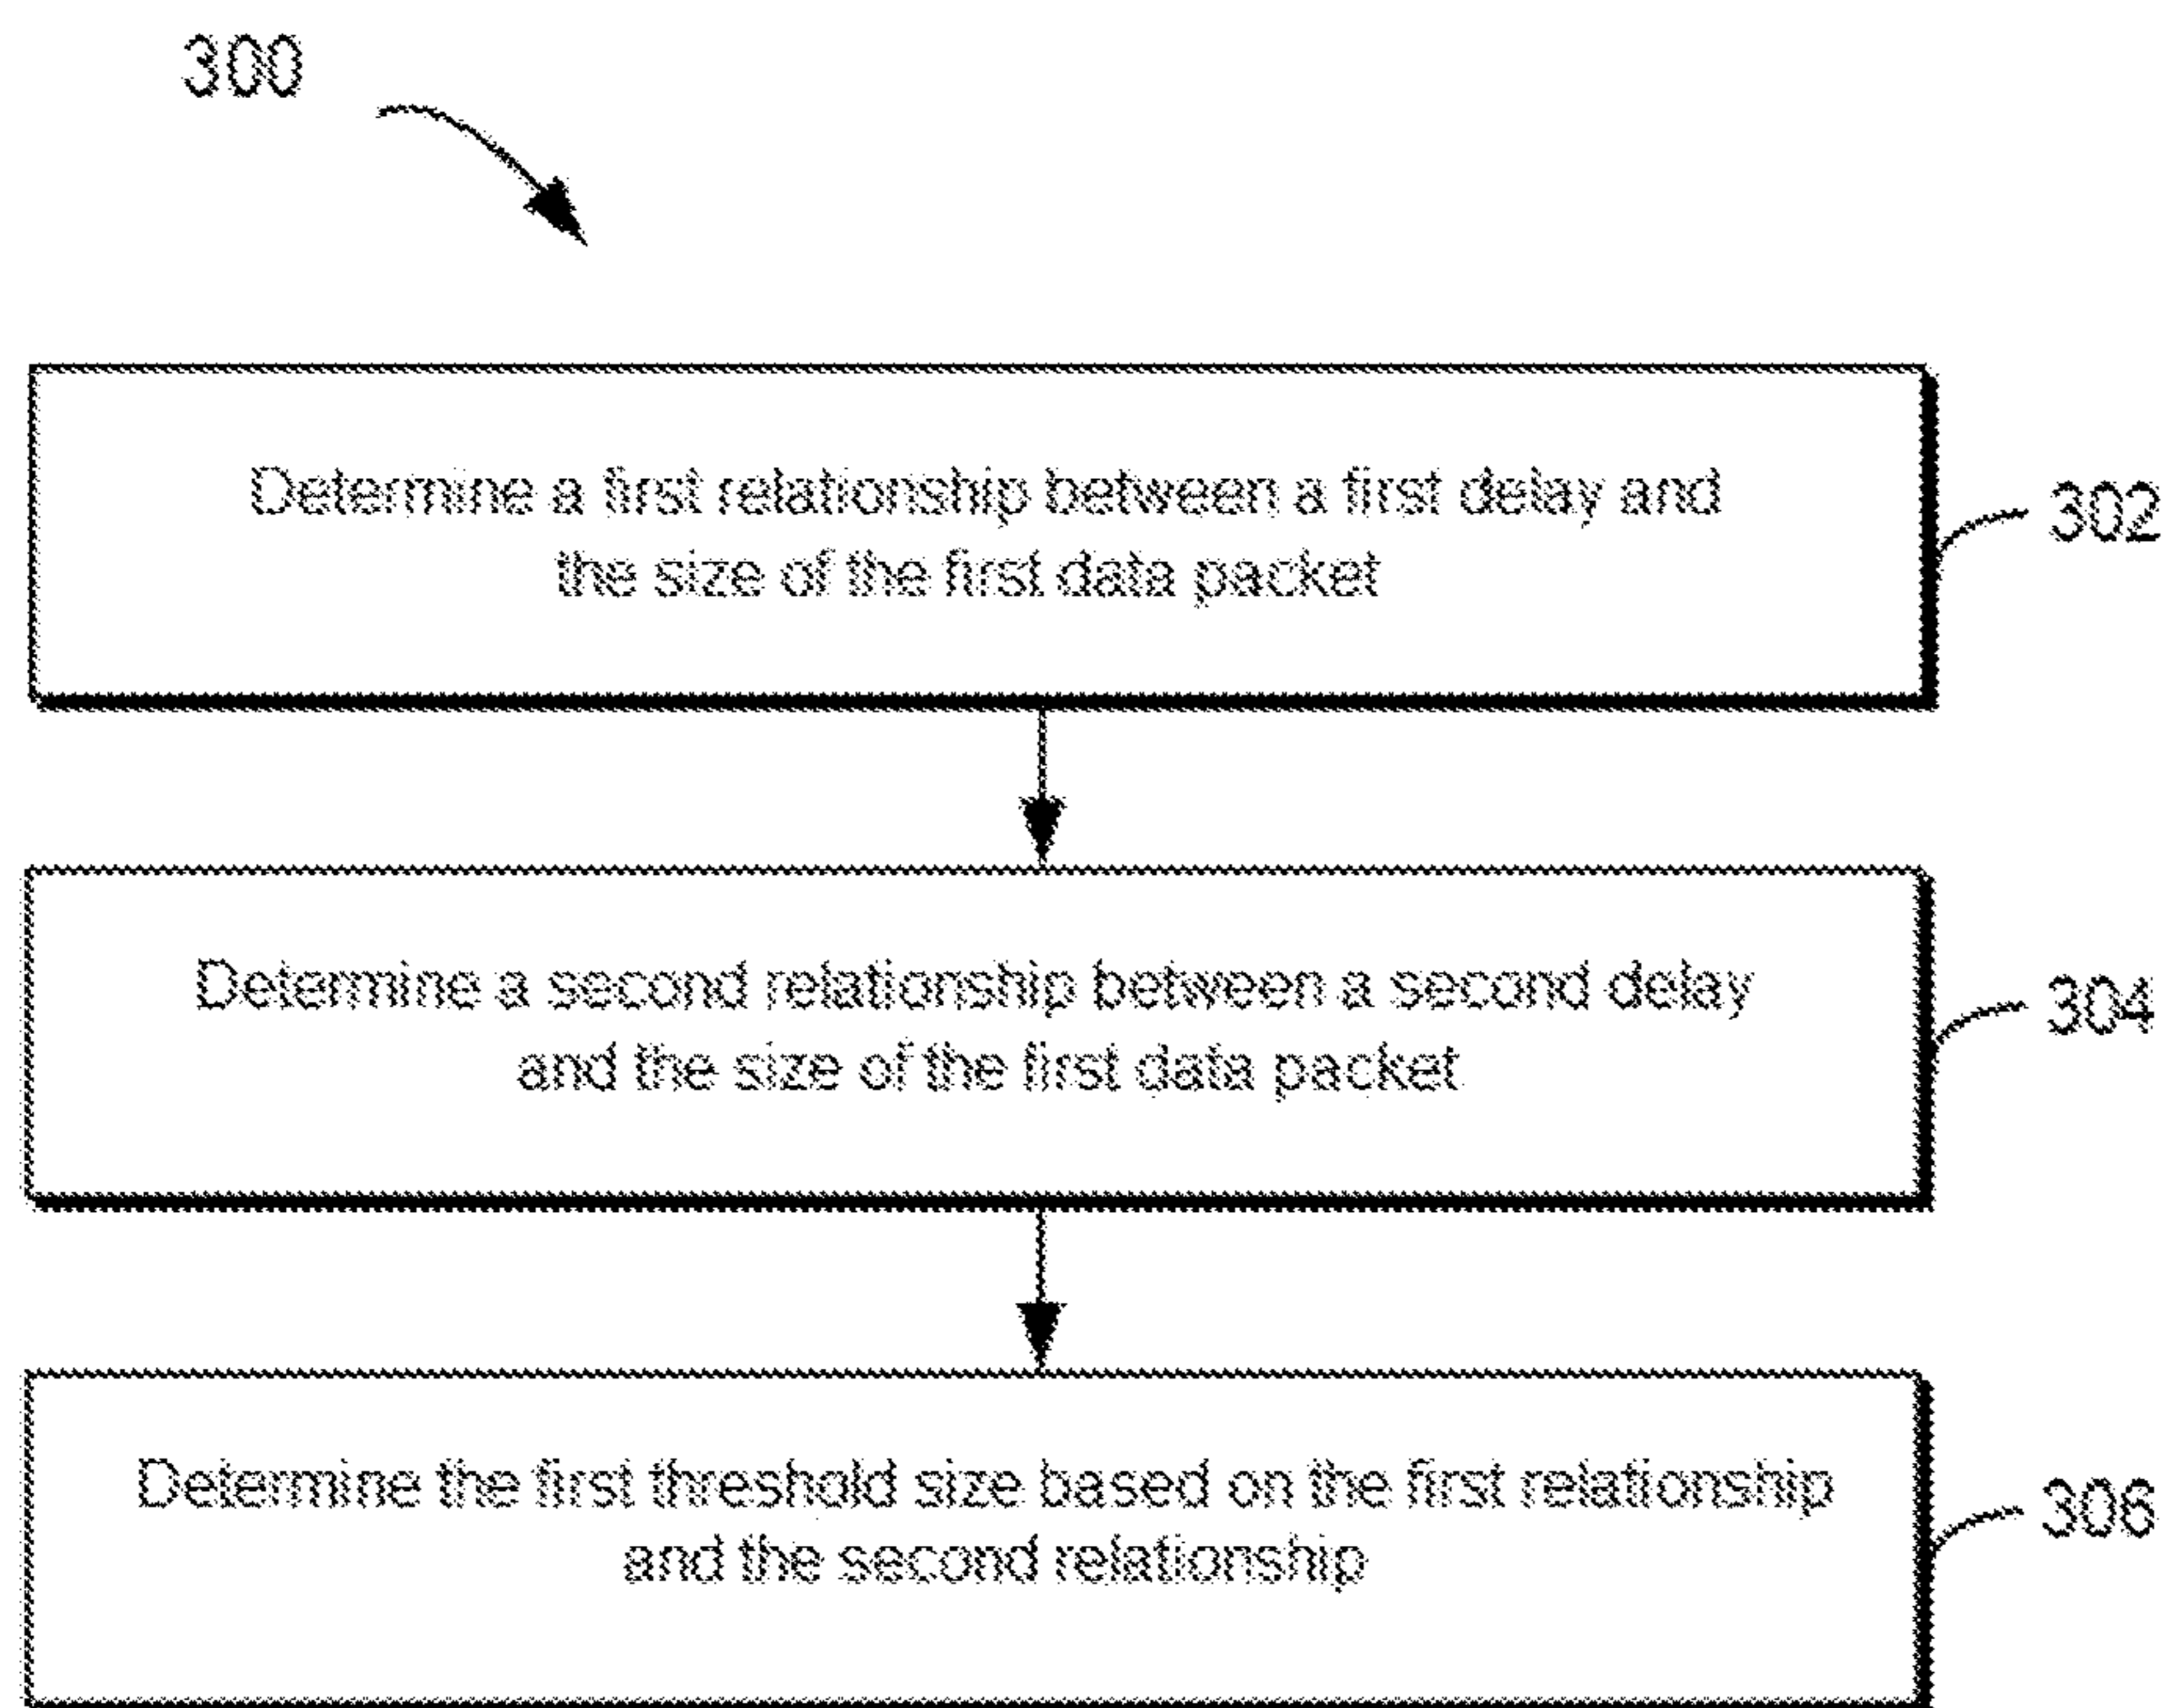 300
Determine a first relationship between a first delay and
the size of the first data packet
302
Determine a second relationship between a second delay
and the size of the first data packet
304
Determine the first threshold size based on the first relationship
and the second relationship
306